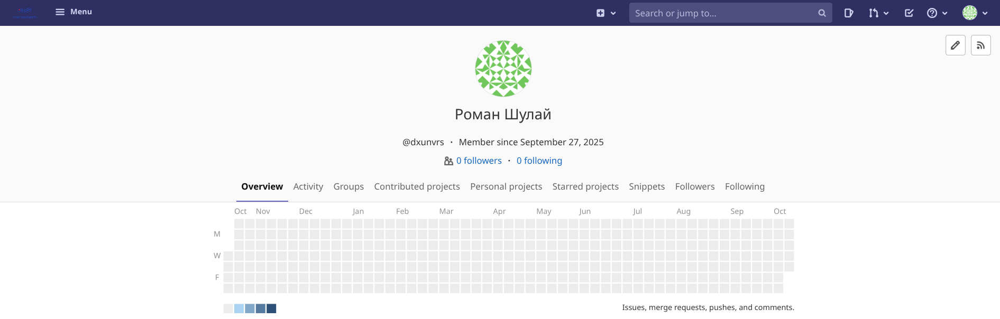 Menu
Search or jump to...
Роман Шулай
@dxunvrs · Member since September 27, 2025
0 followers · 0 following
Overview Activity Groups Contributed projects Personal projects Starred projects Snippets Followers Following
Oct Nov Dec Jan Feb Mar Apr May Jun Jul Aug Sep Oct
M
W
F
Issues, merge requests, pushes, and comments.